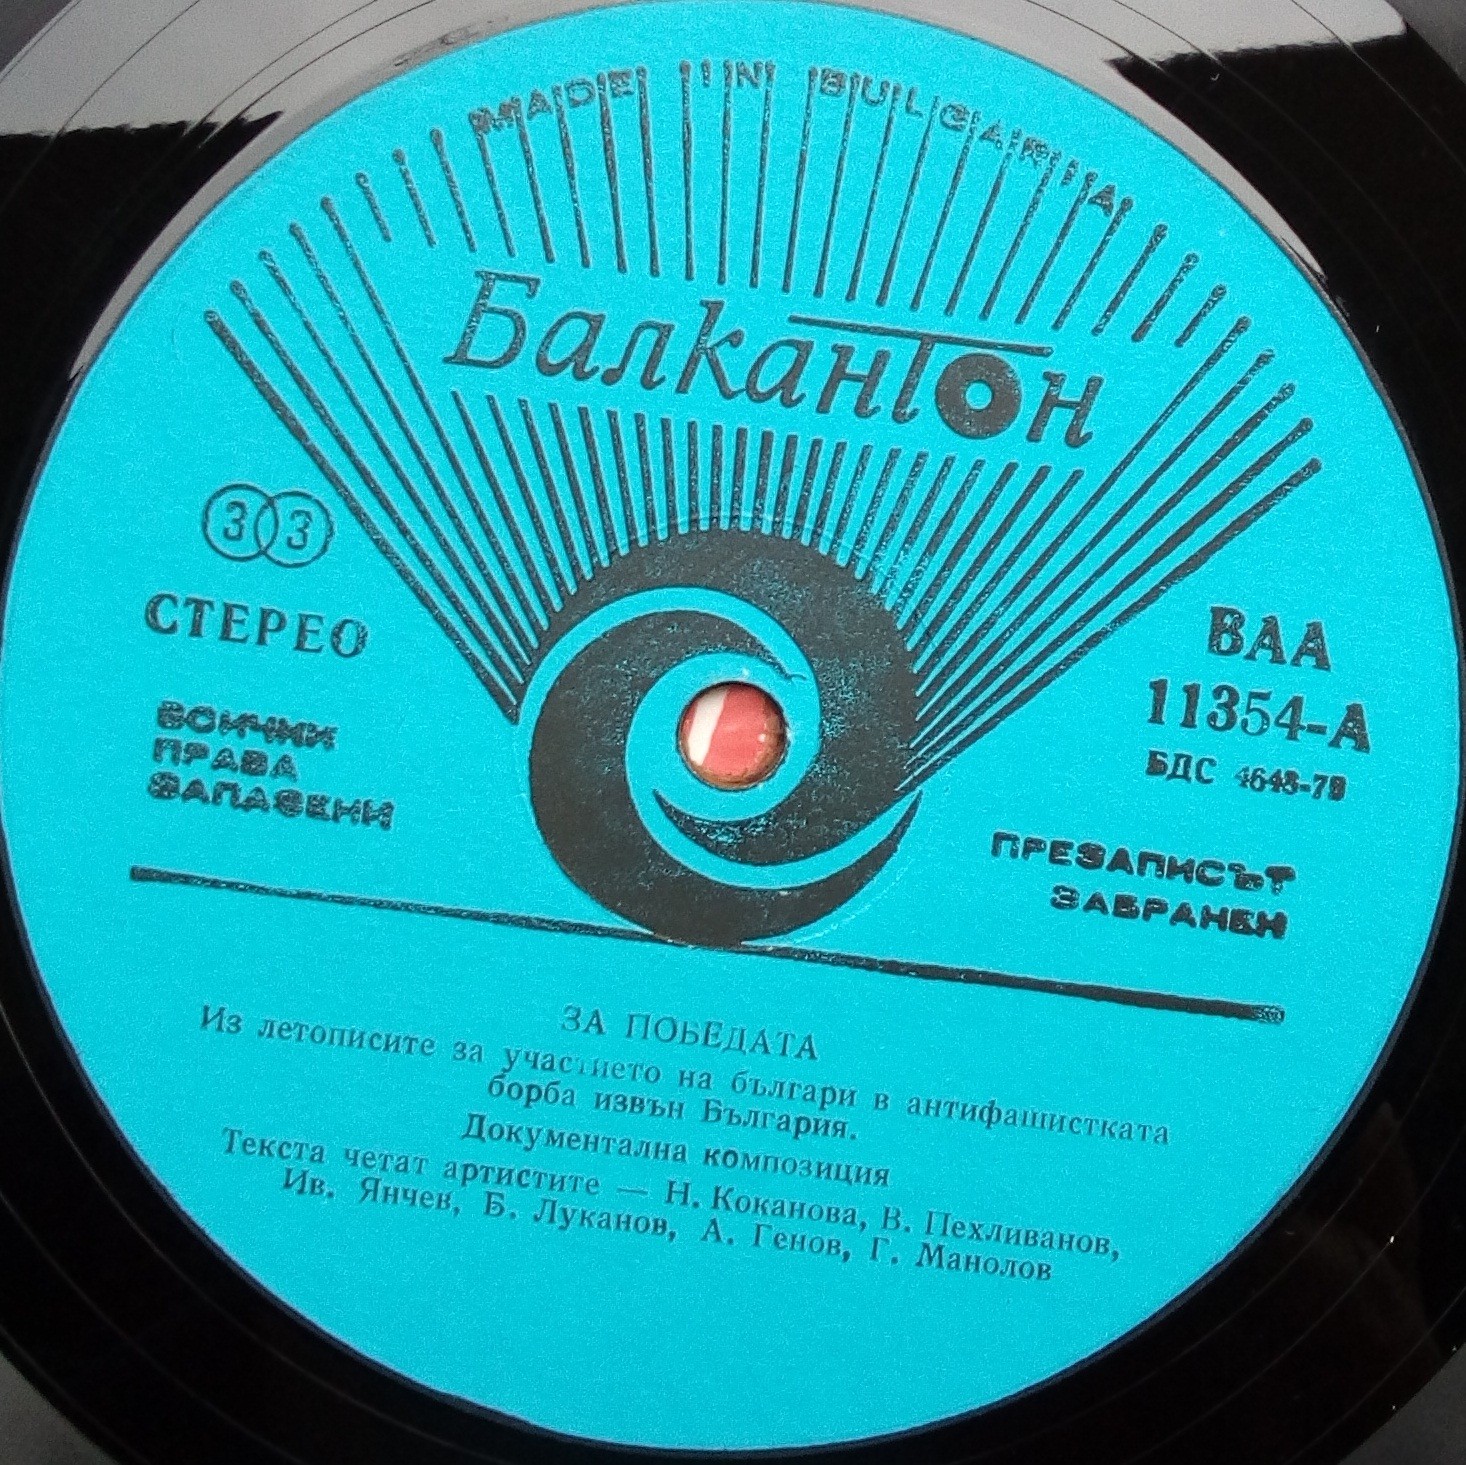 MADE IN BULGARIA
Балкантон
33
СТЕРЕО
ВСИЧКИ
ПРАВА
ЗАПАЗЕНИ
ВАА
11354-А
БДС 4643-78
ПРЕЗАПИСЪТ
ЗАБРАНЕН
ЗА ПОБЕДАТА
Из летописите за участието на българи в антифашистката
борба извън България.
Документална композиция
Текста четат артистите — Н. Коканова, В. Пехливанов,
Ив. Янчев, Б. Луканов, А. Генов, Г. Манолов